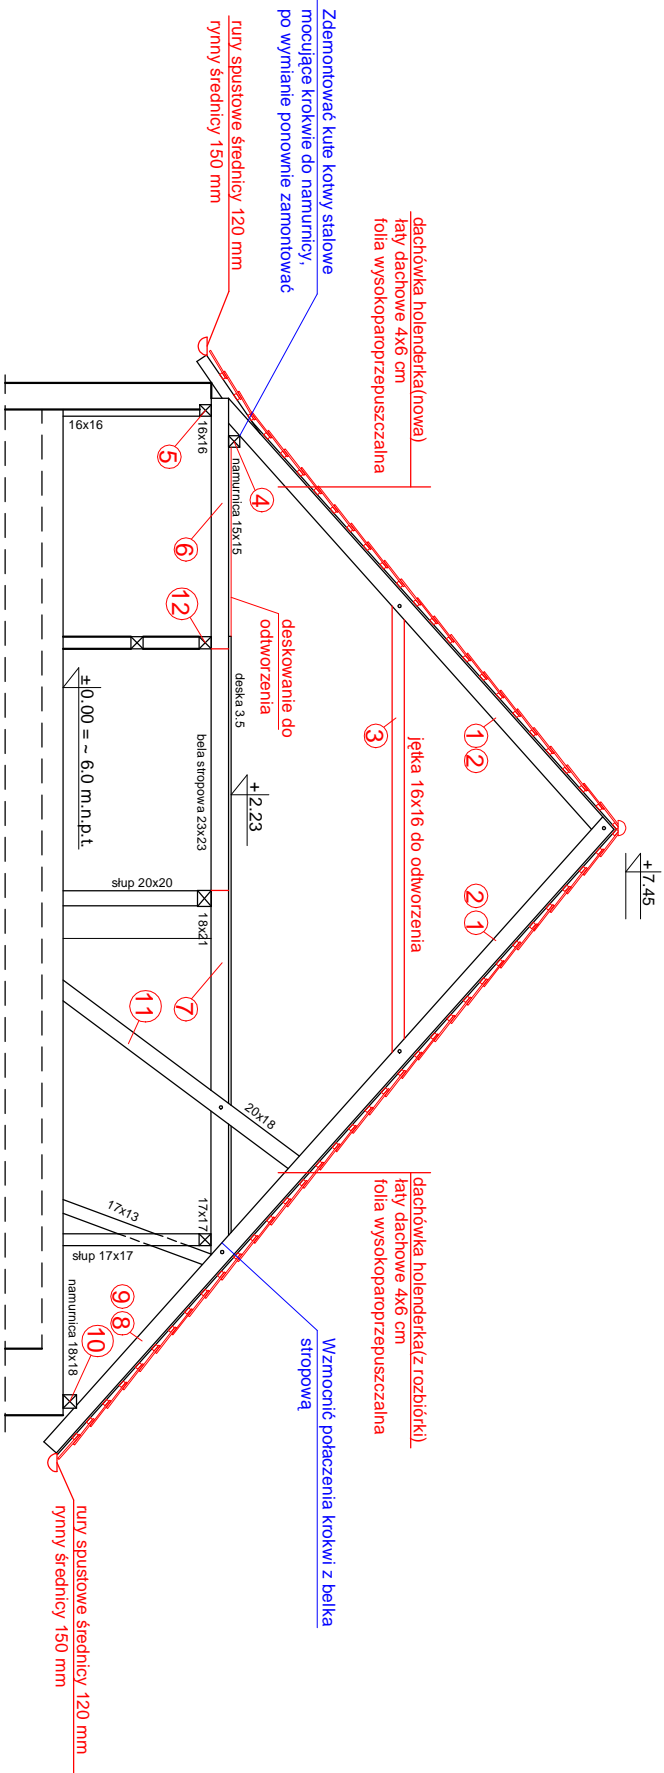 +7.45
dachówka holenderka(nowa)
łaty dachowe 4x6 cm
folia wysokoparoprzepuszczalna
Zdemontować kute kotwy stalowe
mocujące krokwie do namurnicy,
po wymianie ponownie zamontować
rury spustowe średnicy 120 mm
rynny średnicy 150 mm
1
2
2
1
jętka 16x16 do odtworzenia
3
dachówka holenderka(z rozbiórki)
łaty dachowe 4x6 cm
folia wysokoparoprzepuszczalna
Wzmocnić połaczenia krokwi z belka
stropową
deskowanie do
odtworzenia
4
namurnica 15x15
deska 3.5
+2.23
20x18
16x16
16x16
5
6
12
bela stropowa 23x23
18x21
7
17x17
słup 20x20
11
17x13
słup 17x17
±0.00 = ~ 6.0 m.n.p.t.
9
8
10
namurnica 18x18
rury spustowe średnicy 120 mm
rynny średnicy 150 mm